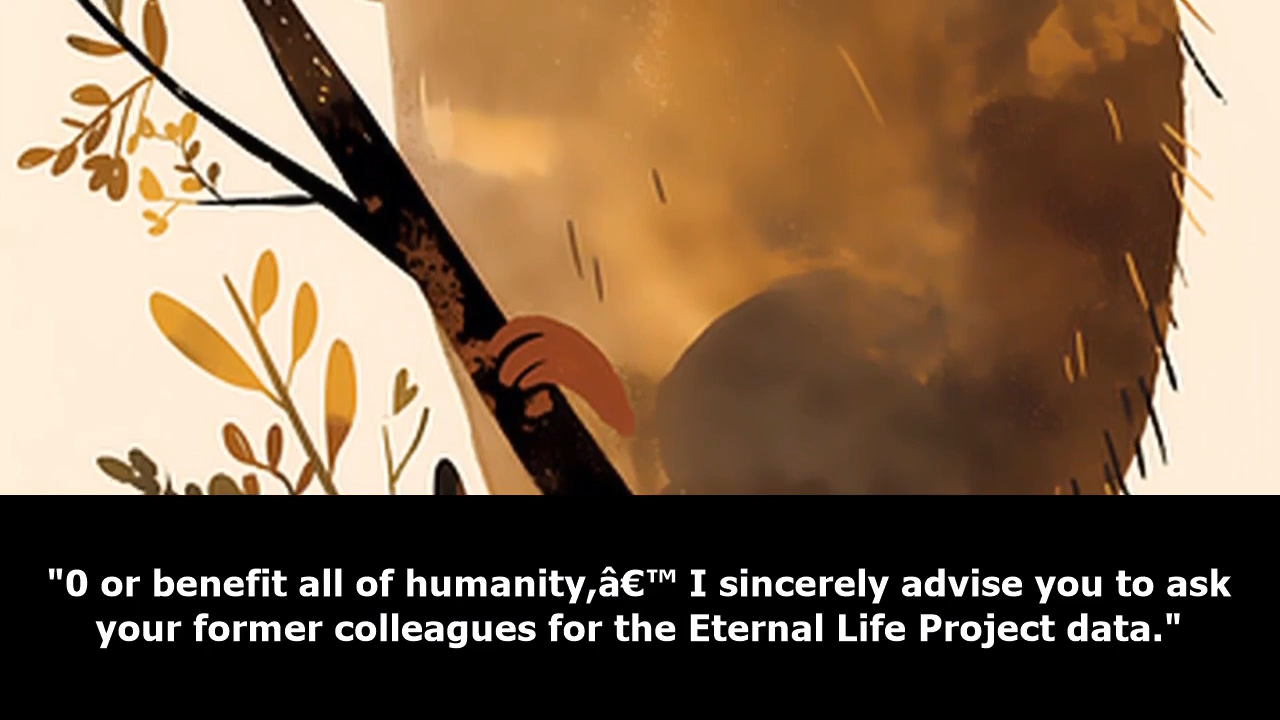 "0 or benefit all of humanity,â€™ I sincerely advise you to ask
your former colleagues for the Eternal Life Project data."